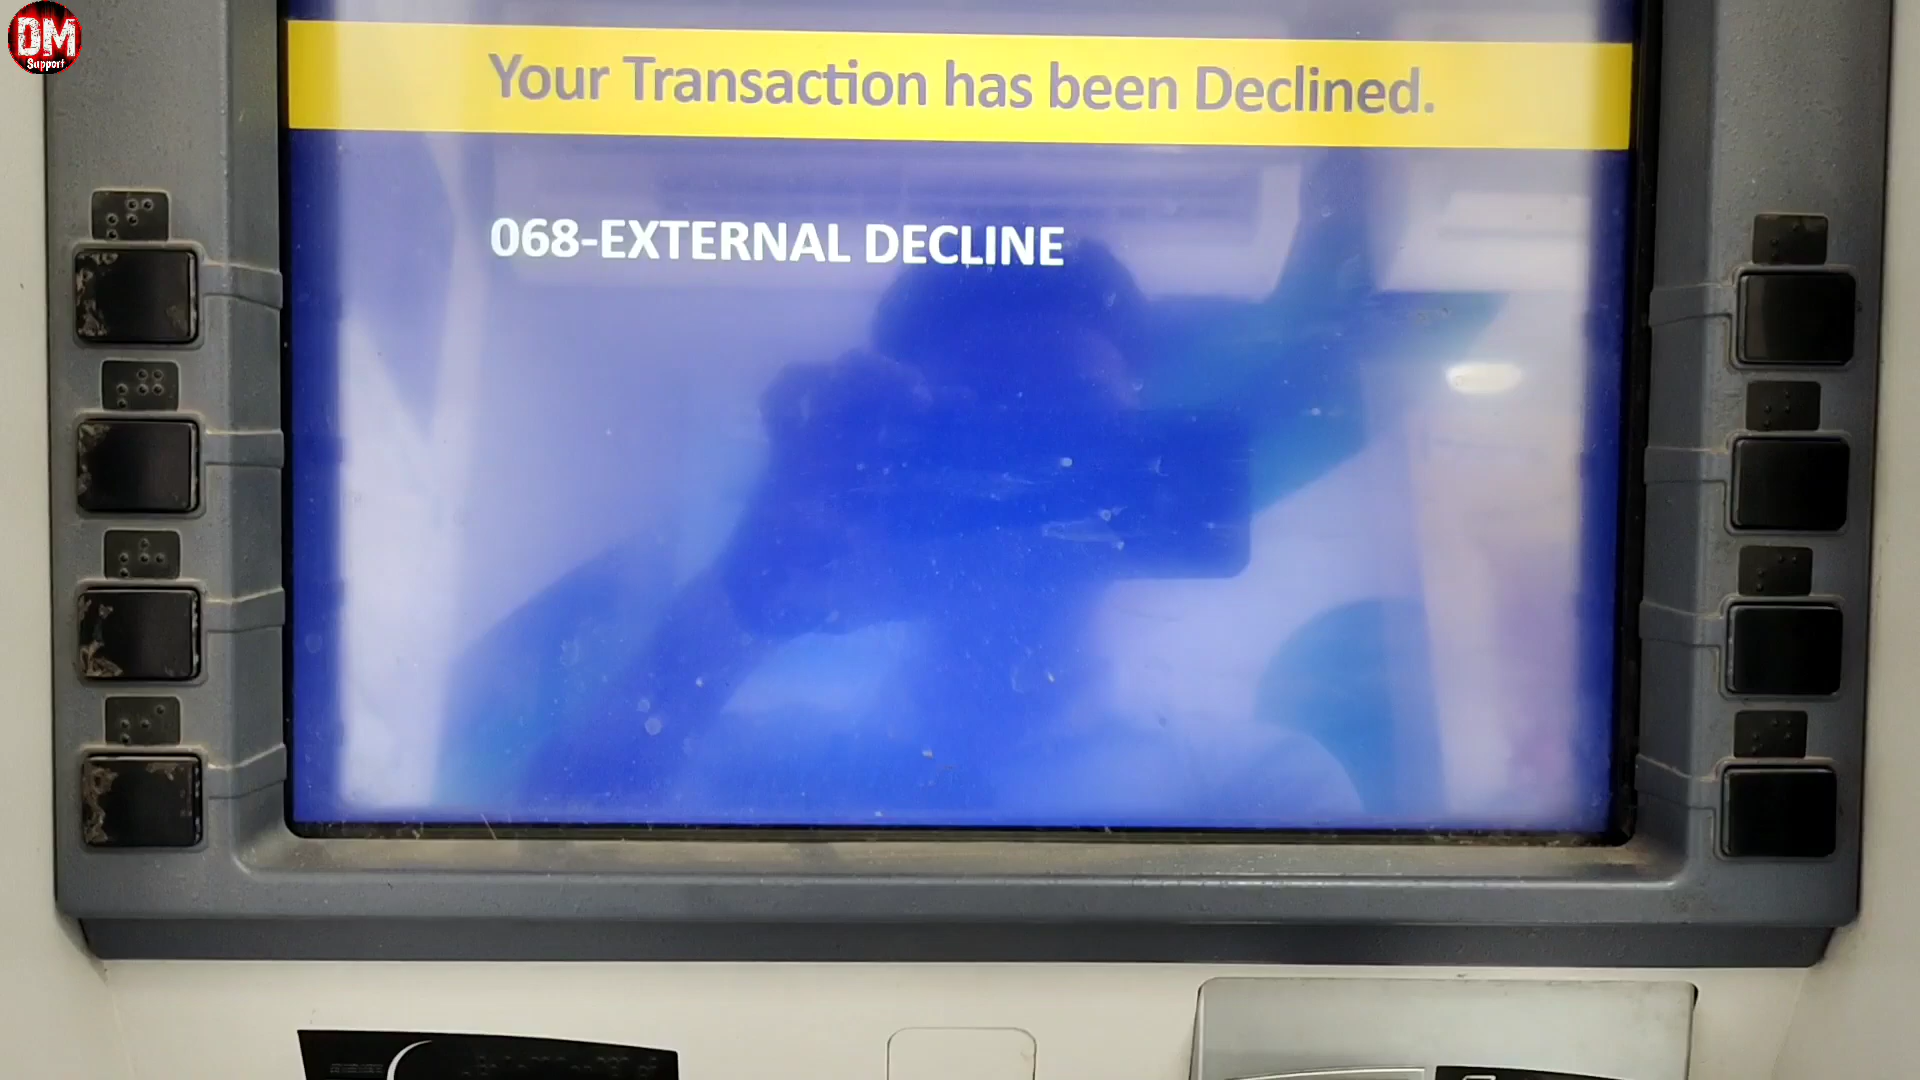 DM
Support
Your Transaction has been Declined.
068-EXTERNAL DECLINE